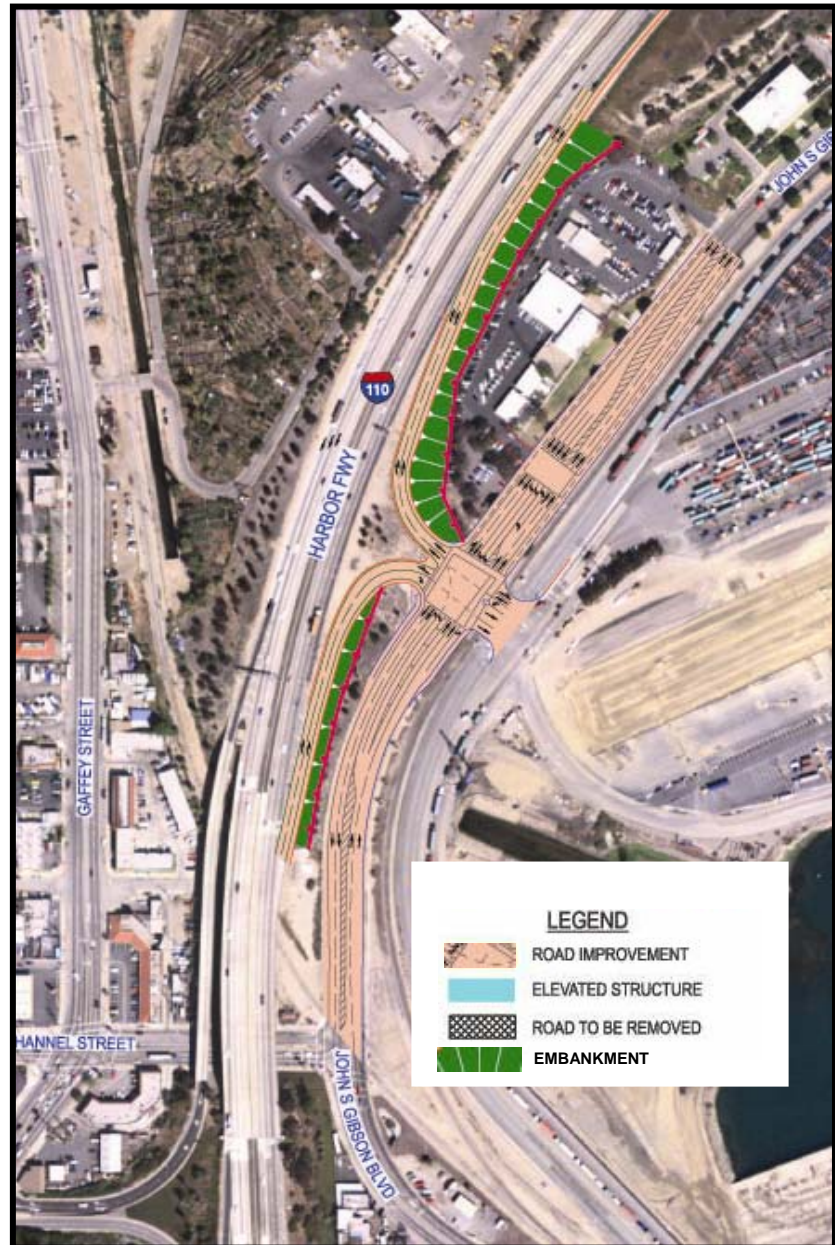 JOHN S GI
110
HARBOR FWY
GAFFEY STREET
LEGEND
ROAD IMPROVEMENT
ELEVATED STRUCTURE
ROAD TO BE REMOVED
EMBANKMENT
HANNEL STREET
JOHN S GIBSON BLVD